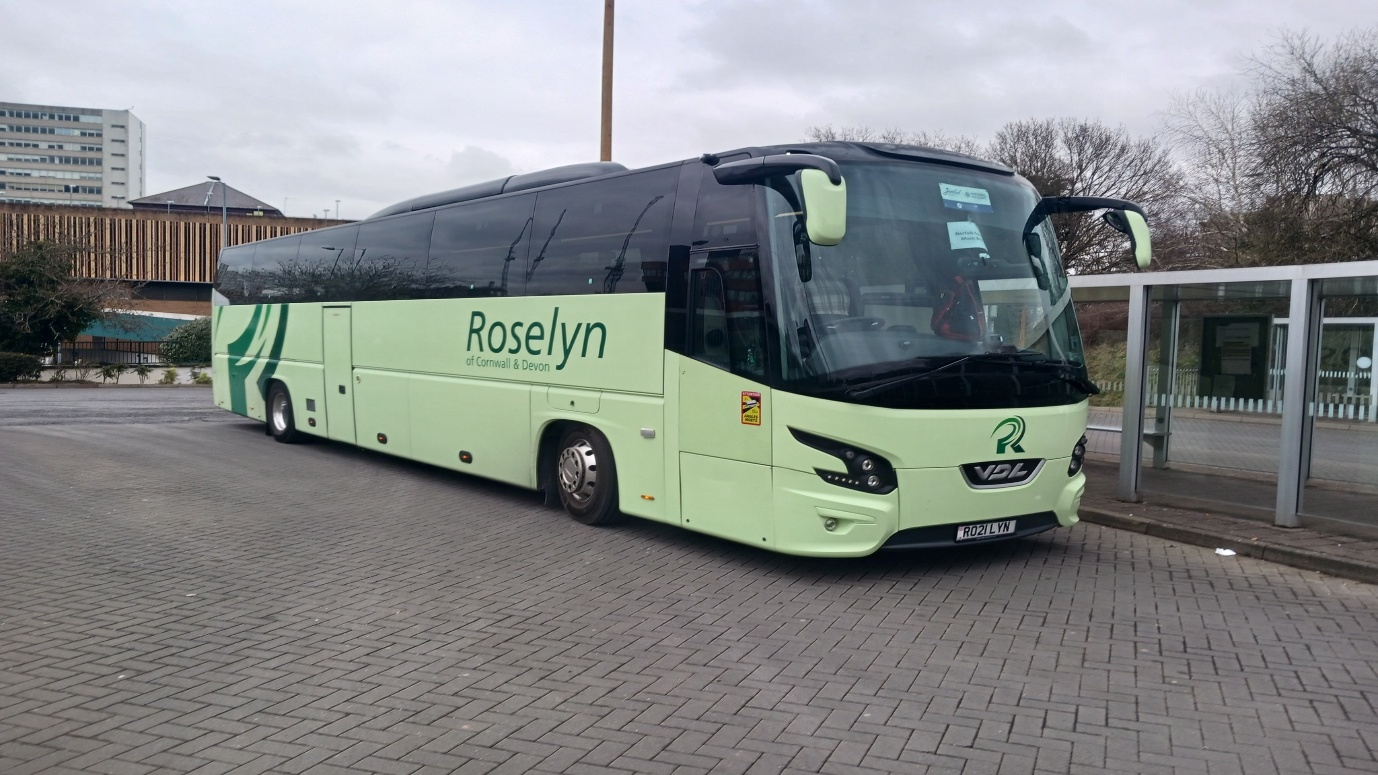 Roselyn
of Cornwall & Devon
VDL
RO21 LYN